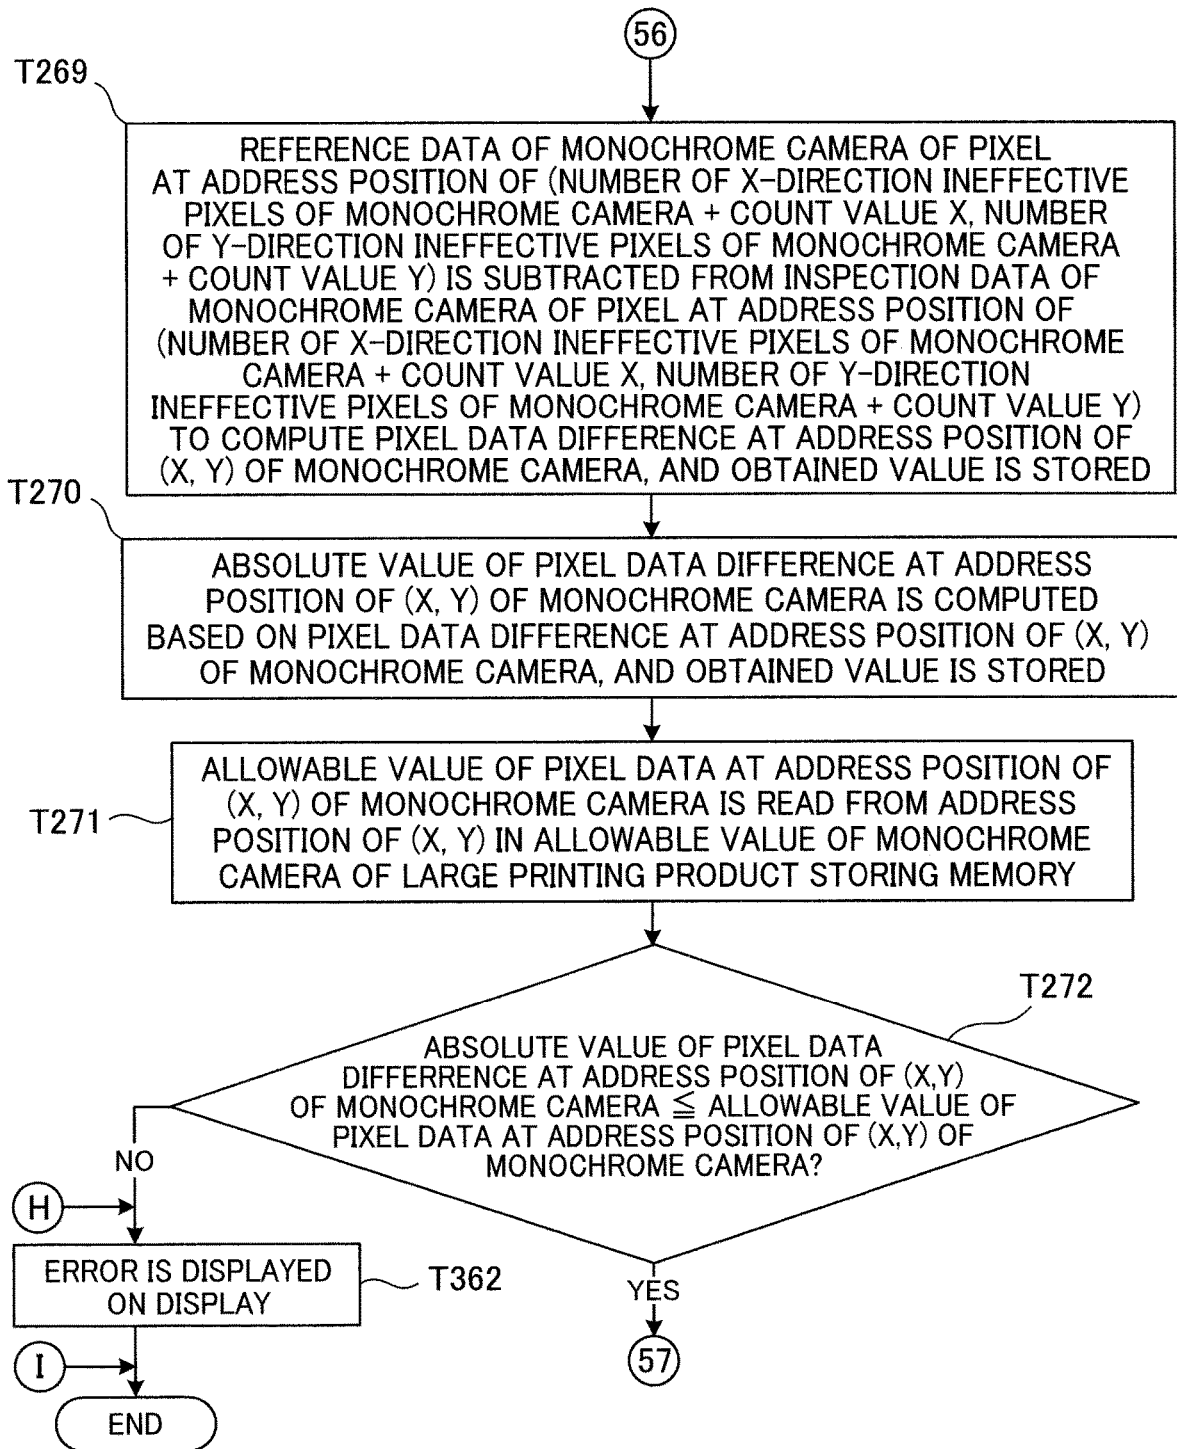 56
T269
REFERENCE DATA OF MONOCHROME CAMERA OF PIXEL
AT ADDRESS POSITION OF (NUMBER OF X-DIRECTION INEFFECTIVE
PIXELS OF MONOCHROME CAMERA + COUNT VALUE X, NUMBER
OF Y-DIRECTION INEFFECTIVE PIXELS OF MONOCHROME CAMERA
+ COUNT VALUE Y) IS SUBTRACTED FROM INSPECTION DATA OF
MONOCHROME CAMERA OF PIXEL AT ADDRESS POSITION OF
(NUMBER OF X-DIRECTION INEFFECTIVE PIXELS OF MONOCHROME
CAMERA + COUNT VALUE X, NUMBER OF Y-DIRECTION
INEFFECTIVE PIXELS OF MONOCHROME CAMERA + COUNT VALUE Y)
TO COMPUTE PIXEL DATA DIFFERENCE AT ADDRESS POSITION OF
(X, Y) OF MONOCHROME CAMERA, AND OBTAINED VALUE IS STORED
T270
ABSOLUTE VALUE OF PIXEL DATA DIFFERENCE AT ADDRESS
POSITION OF (X, Y) OF MONOCHROME CAMERA IS COMPUTED
BASED ON PIXEL DATA DIFFERENCE AT ADDRESS POSITION OF (X, Y)
OF MONOCHROME CAMERA, AND OBTAINED VALUE IS STORED
T271
ALLOWABLE VALUE OF PIXEL DATA AT ADDRESS POSITION OF
(X, Y) OF MONOCHROME CAMERA IS READ FROM ADDRESS
POSITION OF (X, Y) IN ALLOWABLE VALUE OF MONOCHROME
CAMERA OF LARGE PRINTING PRODUCT STORING MEMORY
T272
ABSOLUTE VALUE OF PIXEL DATA
DIFFERRENCE AT ADDRESS POSITION OF (X,Y)
OF MONOCHROME CAMERA ≦ ALLOWABLE VALUE OF
PIXEL DATA AT ADDRESS POSITION OF (X,Y) OF
MONOCHROME CAMERA?
NO
H
ERROR IS DISPLAYED
ON DISPLAY
T362
YES
57
I
END